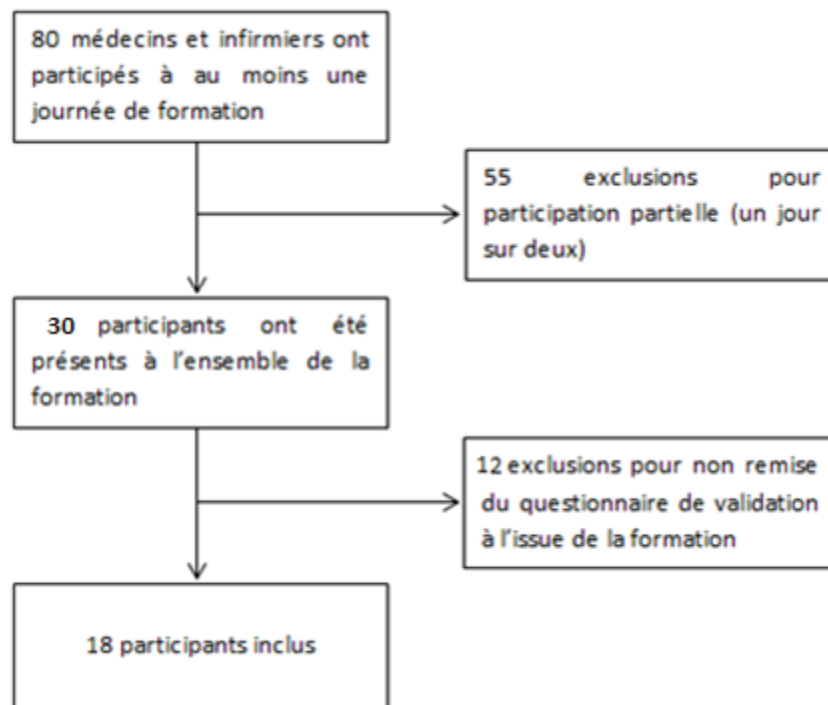 80 médecins et infirmiers ont
participés à au moins une
journée de formation
55 exclusions pour
participation partielle (un jour
sur deux)
30 participants ont été
présents à l'ensemble de la
formation
12 exclusions pour non remise
du questionnaire de validation
à l'issue de la formation
18 participants inclus